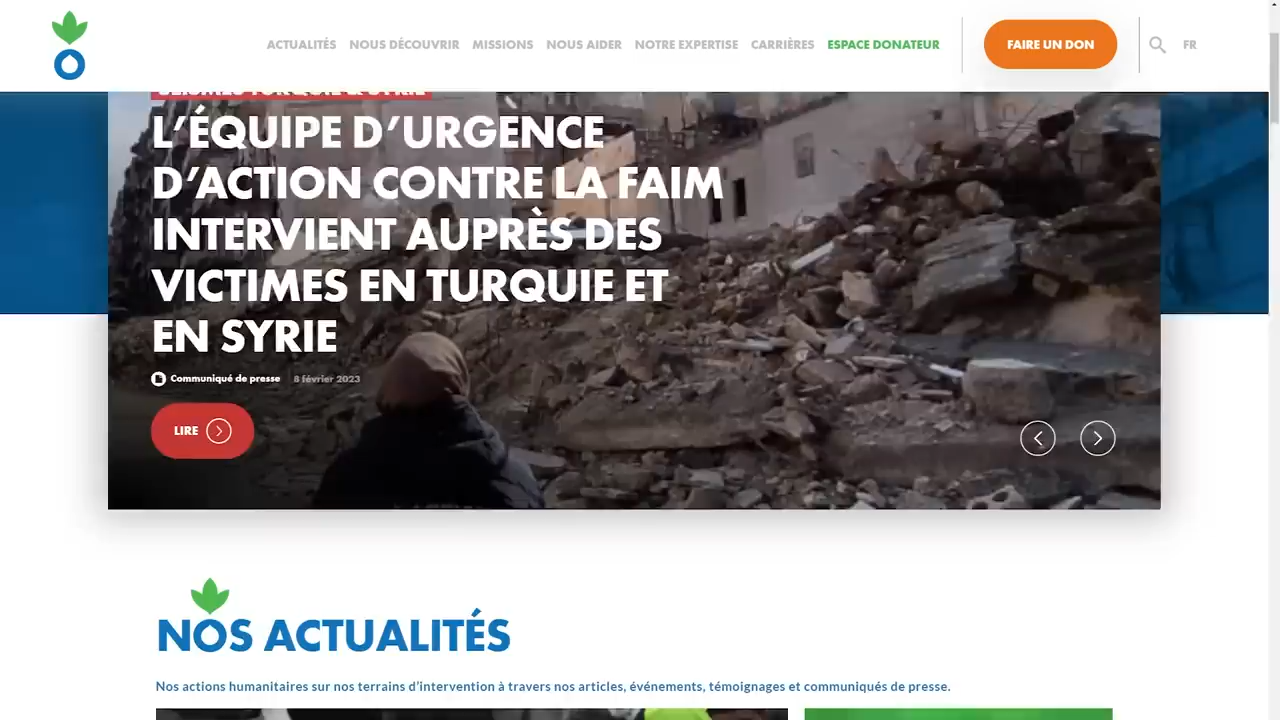 ACTUALITÉS NOUS DÉCOUVRIR MISSIONS NOUS AIDER NOTRE EXPERTISE CARRIÈRES ESPACE DONATEUR FAIRE UN DON FR
L'ÉQUIPE D'URGENCE
D'ACTION CONTRE LA FAIM
INTERVIENT AUPRÈS DES
VICTIMES EN TURQUIE ET
EN SYRIE
Communiqué de presse 8 février 2023
LIRE
NOS ACTUALITÉS
Nos actions humanitaires sur nos terrains d'intervention à travers nos articles, événements, témoignages et communiqués de presse.